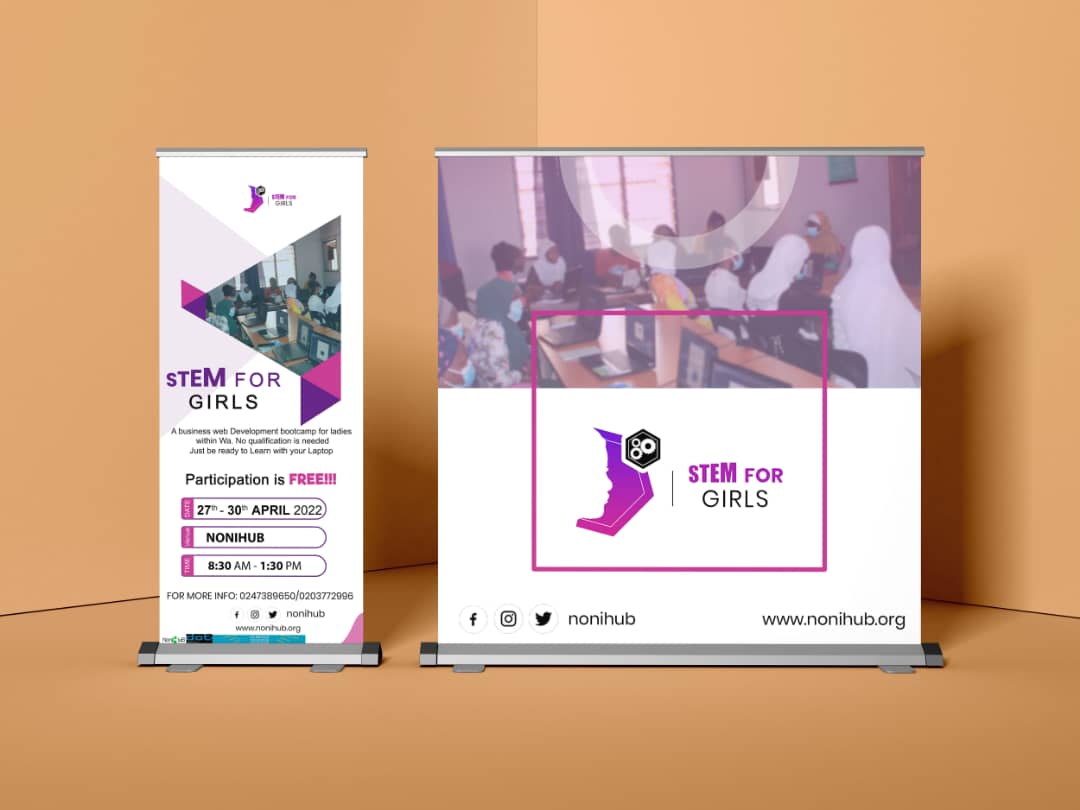 STEM FOR
GIRLS
STEM FOR
GIRLS
A business web Development bootcamp for ladies
within Wa. No qualification is needed
Just be ready to Learn with your Laptop
Participation is FREE!!!
DATE 27th - 30th APRIL 2022
Venue NONIHUB
TIME 8:30 AM - 1:30 PM
FOR MORE INFO: 0247389650/0203772996
nonihub
www.nonihub.org
STEM FOR
GIRLS
nonihub
www.nonihub.org